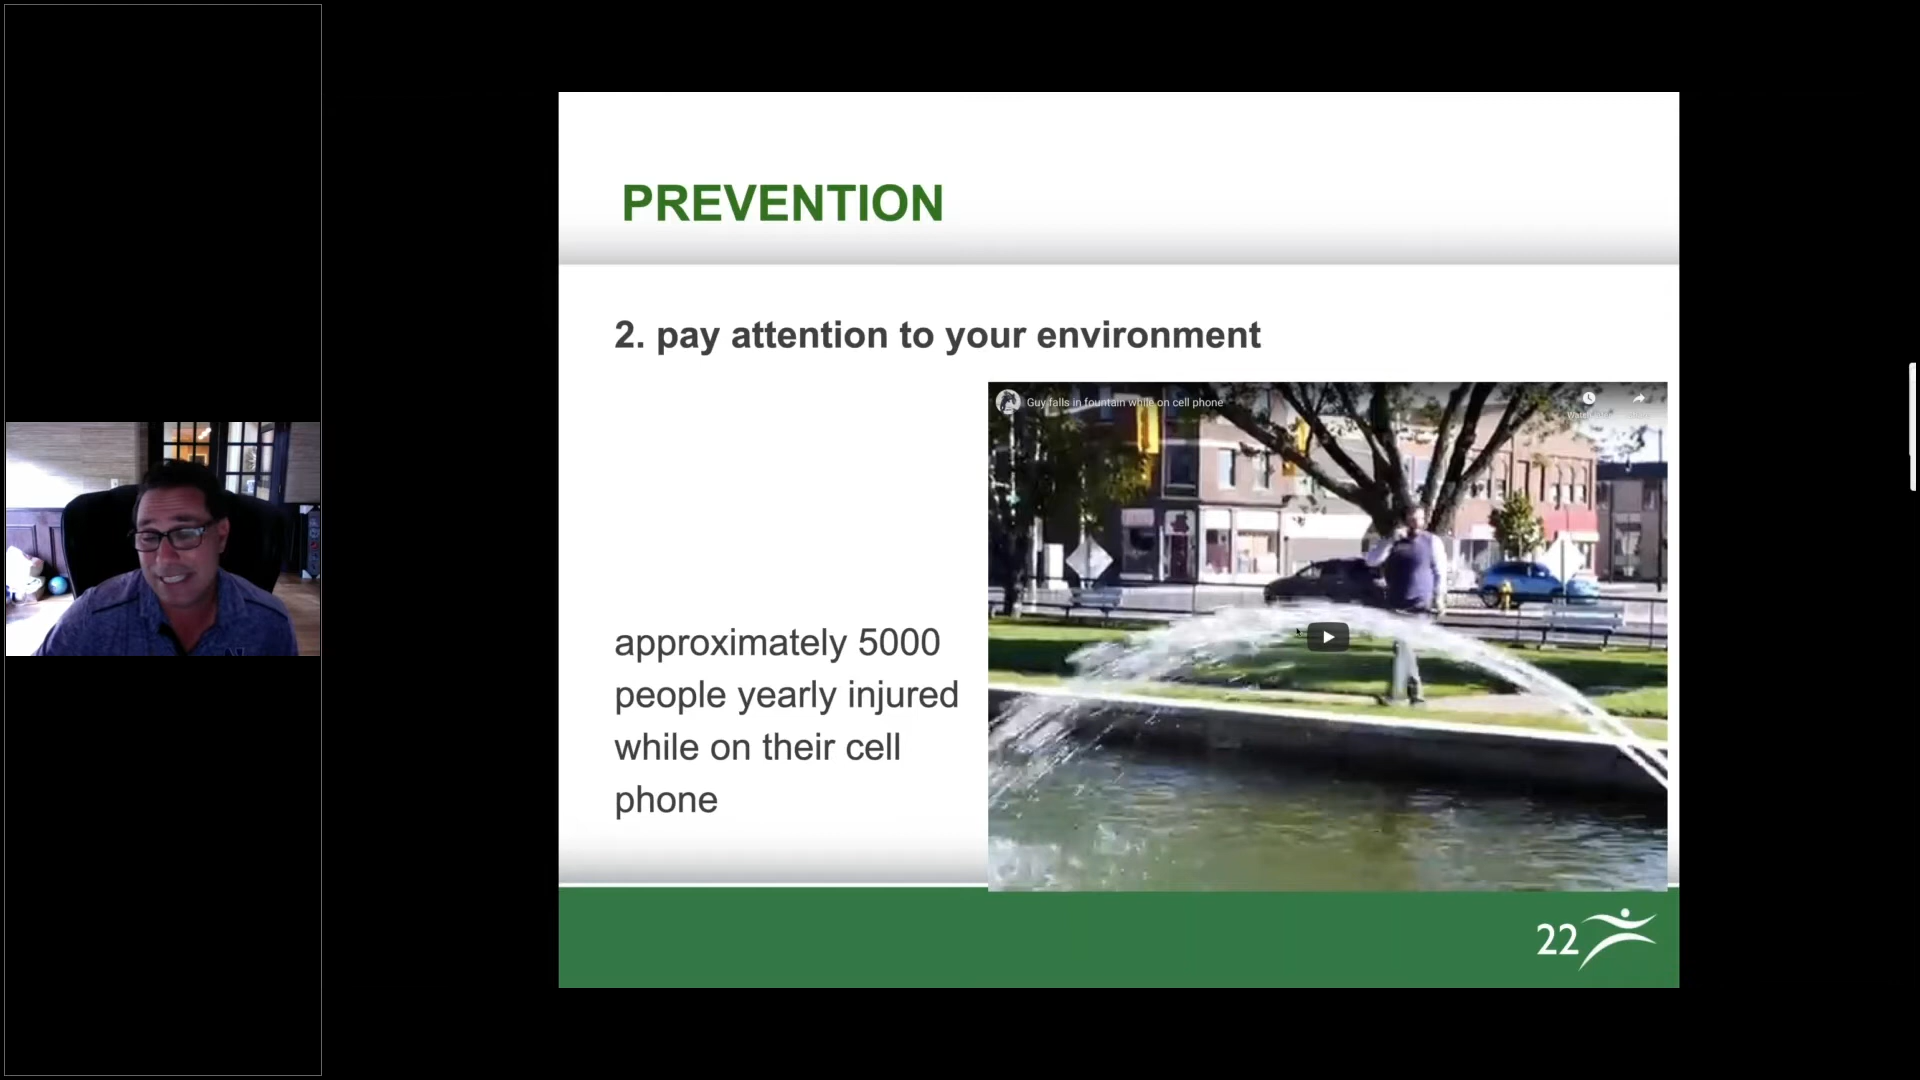 PREVENTION
2. pay attention to your environment
Guy falls in fountain while on cell phone
approximately 5000
people yearly injured
while on their cell
phone
22